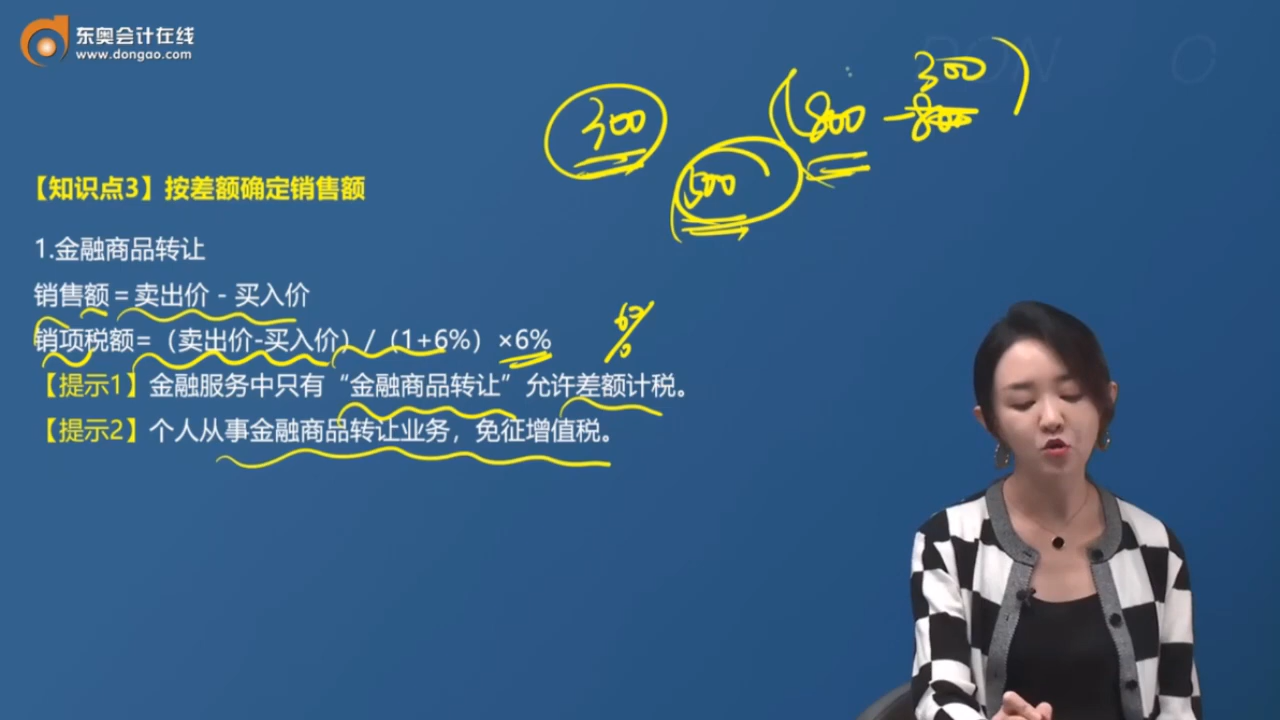 东奥会计在线
www.dongao.com
300
(800 - 300)
500
【知识点3】按差额确定销售额
1.金融商品转让
销售额=卖出价-买入价
销项税额=（卖出价-买入价）/（1+6%）×6%
6%
【提示1】金融服务中只有“金融商品转让”允许差额计税。
【提示2】个人从事金融商品转让业务，免征增值税。